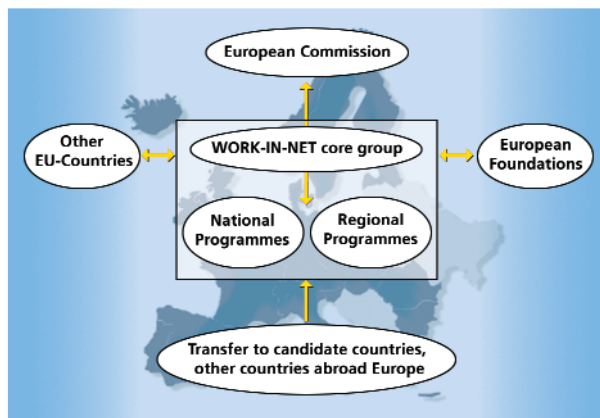 European Commission
Other
EU-Countries
WORK-IN-NET core group
European
Foundations
National
Programmes
Regional
Programmes
Transfer to candidate countries,
other countries abroad Europe